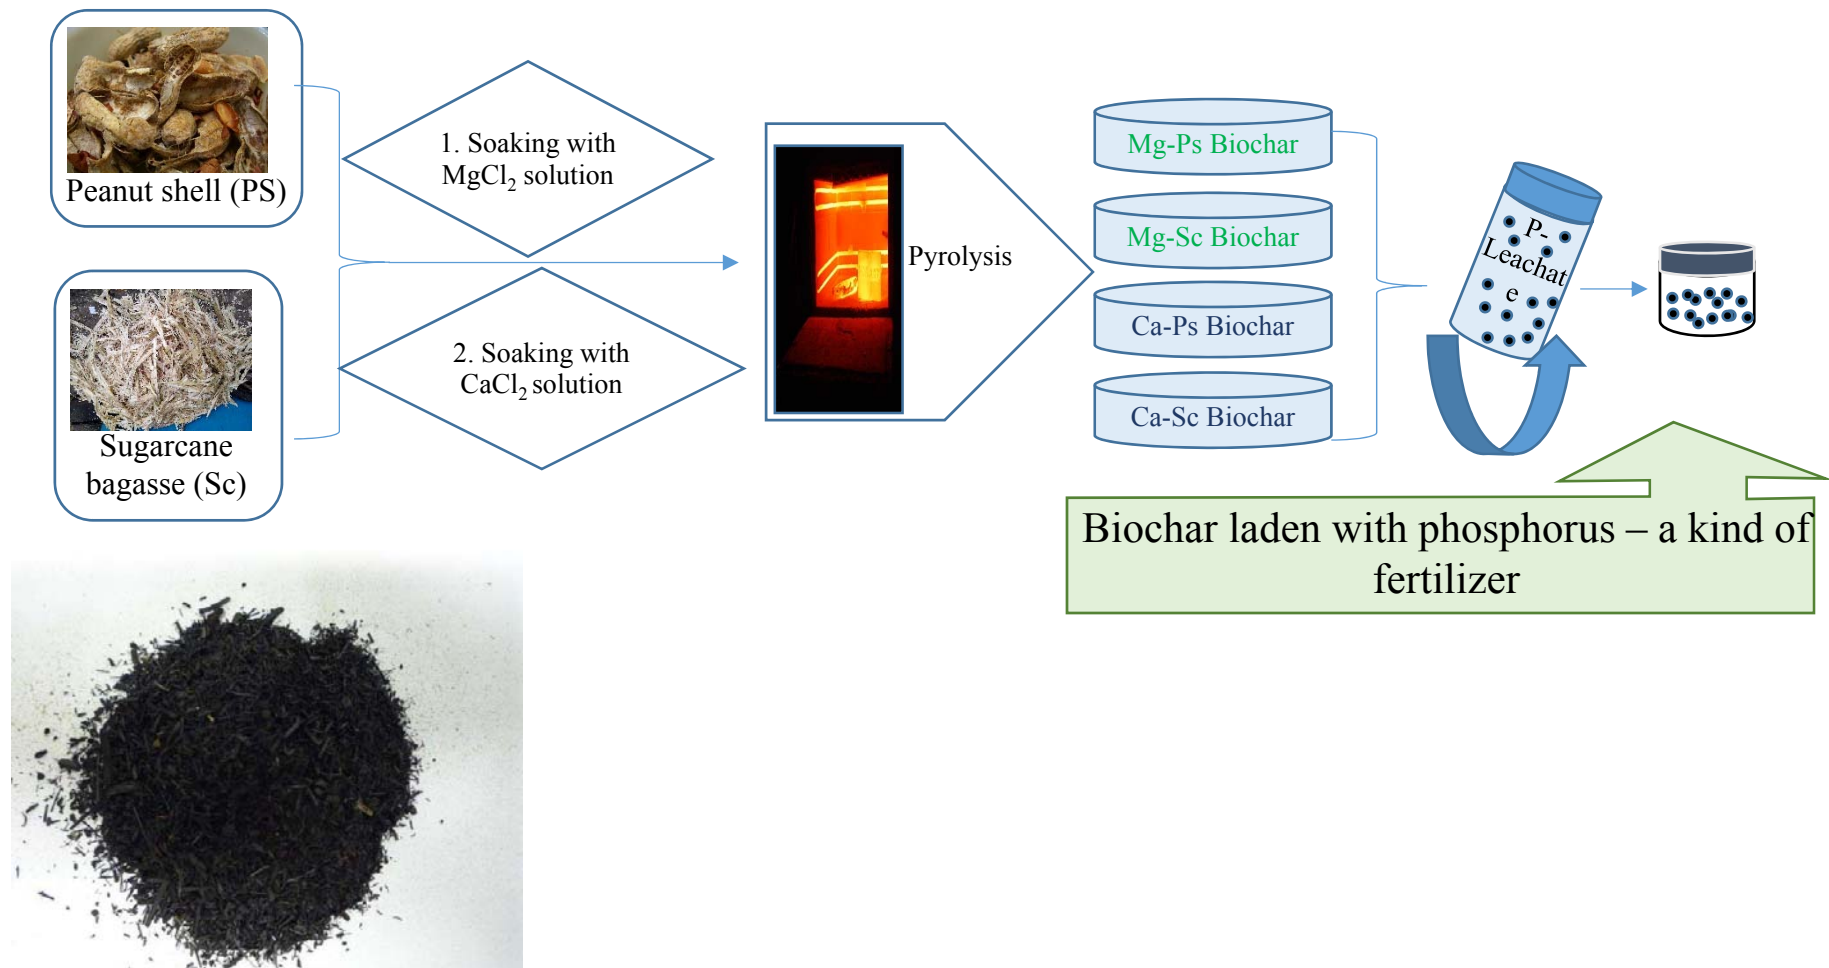 Peanut shell (PS)
Sugarcane
bagasse (Sc)
1. Soaking with
MgCl₂ solution
2. Soaking with
CaCl₂ solution
Pyrolysis
Mg-Ps Biochar
Mg-Sc Biochar
Ca-Ps Biochar
Ca-Sc Biochar
P-
Leachat
e
Biochar laden with phosphorus – a kind of
fertilizer